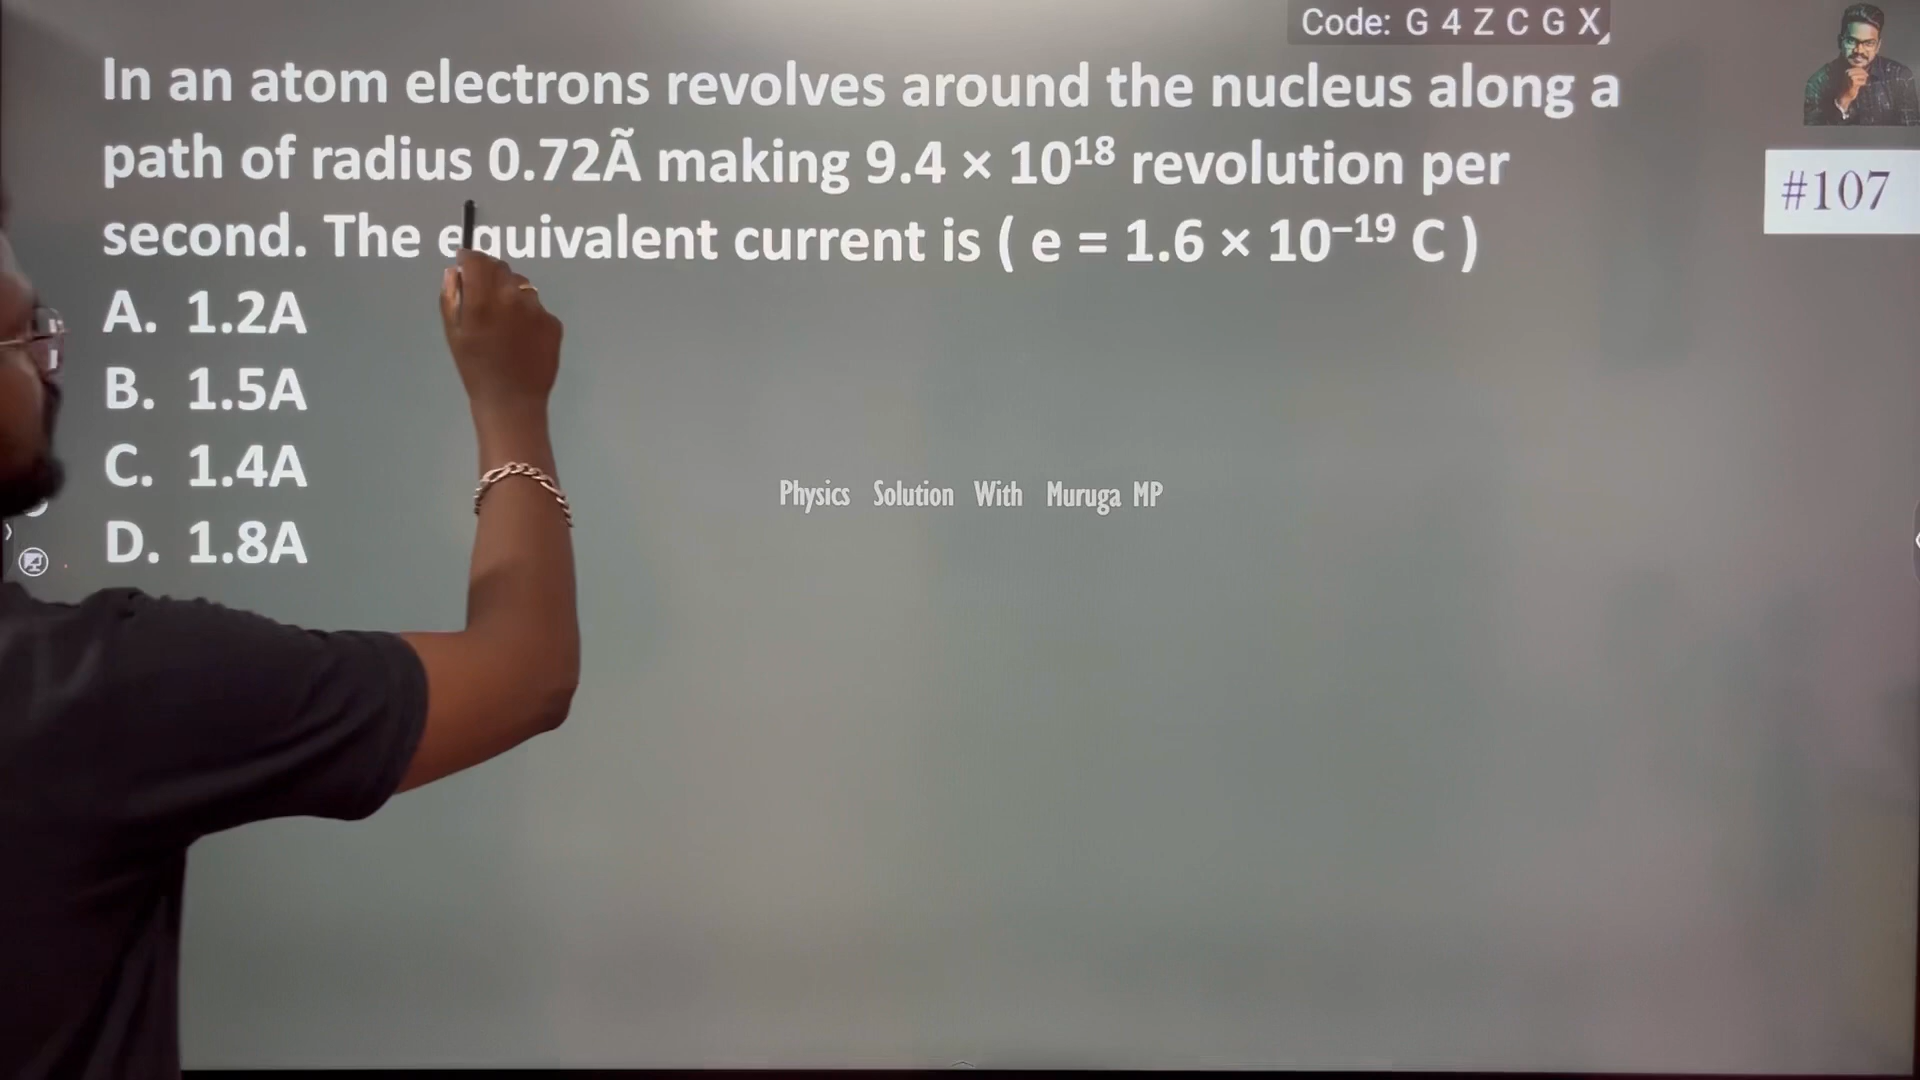 Code: G 4 Z C G X
In an atom electrons revolves around the nucleus along a
path of radius 0.72Ã making 9.4 × 10¹⁸ revolution per
#107
second. The equivalent current is ( e = 1.6 × 10⁻¹⁹ C )
A. 1.2A
B. 1.5A
C. 1.4A
D. 1.8A
Physics Solution With Muruga MP